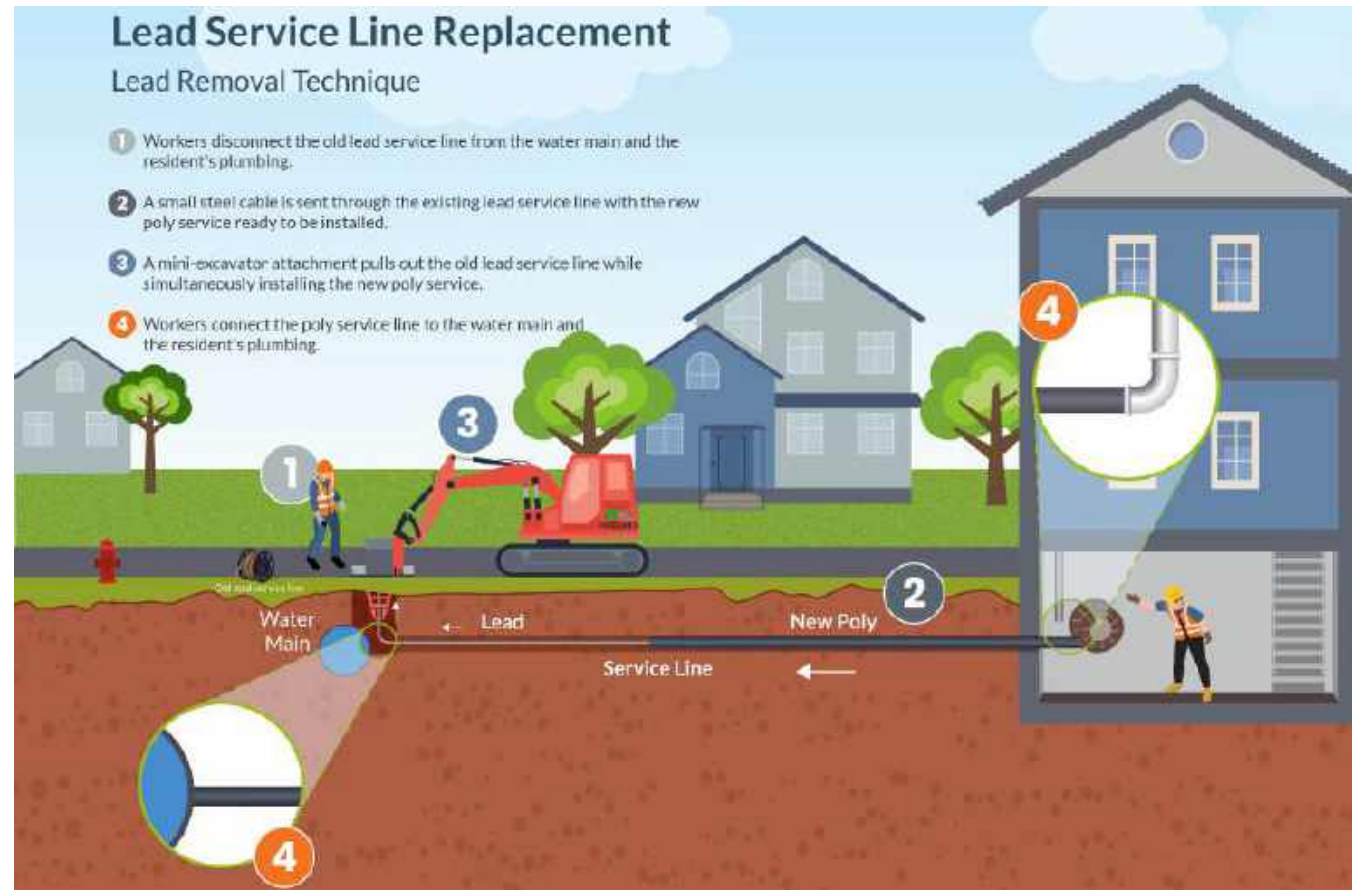 Lead Service Line Replacement
Lead Removal Technique
1 Workers disconnect the old lead service line from the water main and the
resident's plumbing.
2 A small steel cable is sent through the existing lead service line with the new
poly service ready to be installed.
3 A mini-excavator attachment pulls out the old lead service line while
simultaneously installing the new poly service.
4 Workers connect the poly service line to the water main and
the resident's plumbing.
4
3
1
2
Old lead service line
Water
Main
Lead
New Poly
Service Line
4